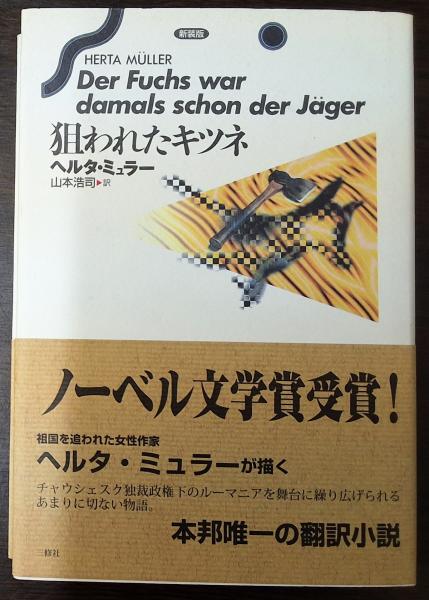 新装版
HERTA MÜLLER
Der Fuchs war
damals schon der Jäger
狙われたキツネ
ヘルタ・ミュラー
山本浩司▶訳
ノーベル文学賞受賞!
祖国を追われた女性作家
ヘルタ・ミュラーが描く
チャウシェスク独裁政権下のルーマニアを舞台に繰り広げられる
あまりに切ない物語。
本邦唯一の翻訳小説
三修社